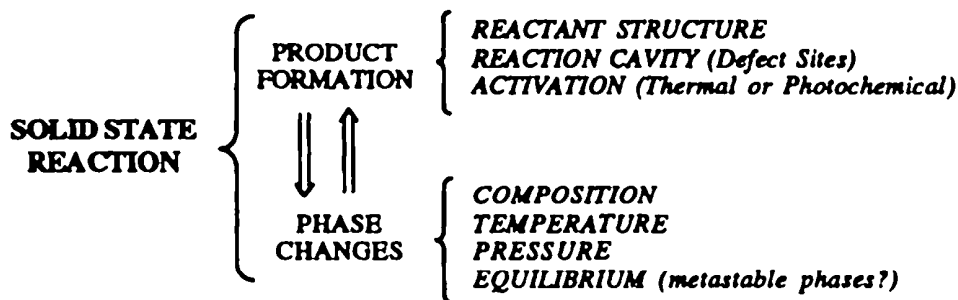 SOLID STATE
REACTION
PRODUCT
FORMATION
REACTANT STRUCTURE
REACTION CAVITY (Defect Sites)
ACTIVATION (Thermal or Photochemical)
PHASE
CHANGES
COMPOSITION
TEMPERATURE
PRESSURE
EQUILIBRIUM (metastable phases?)